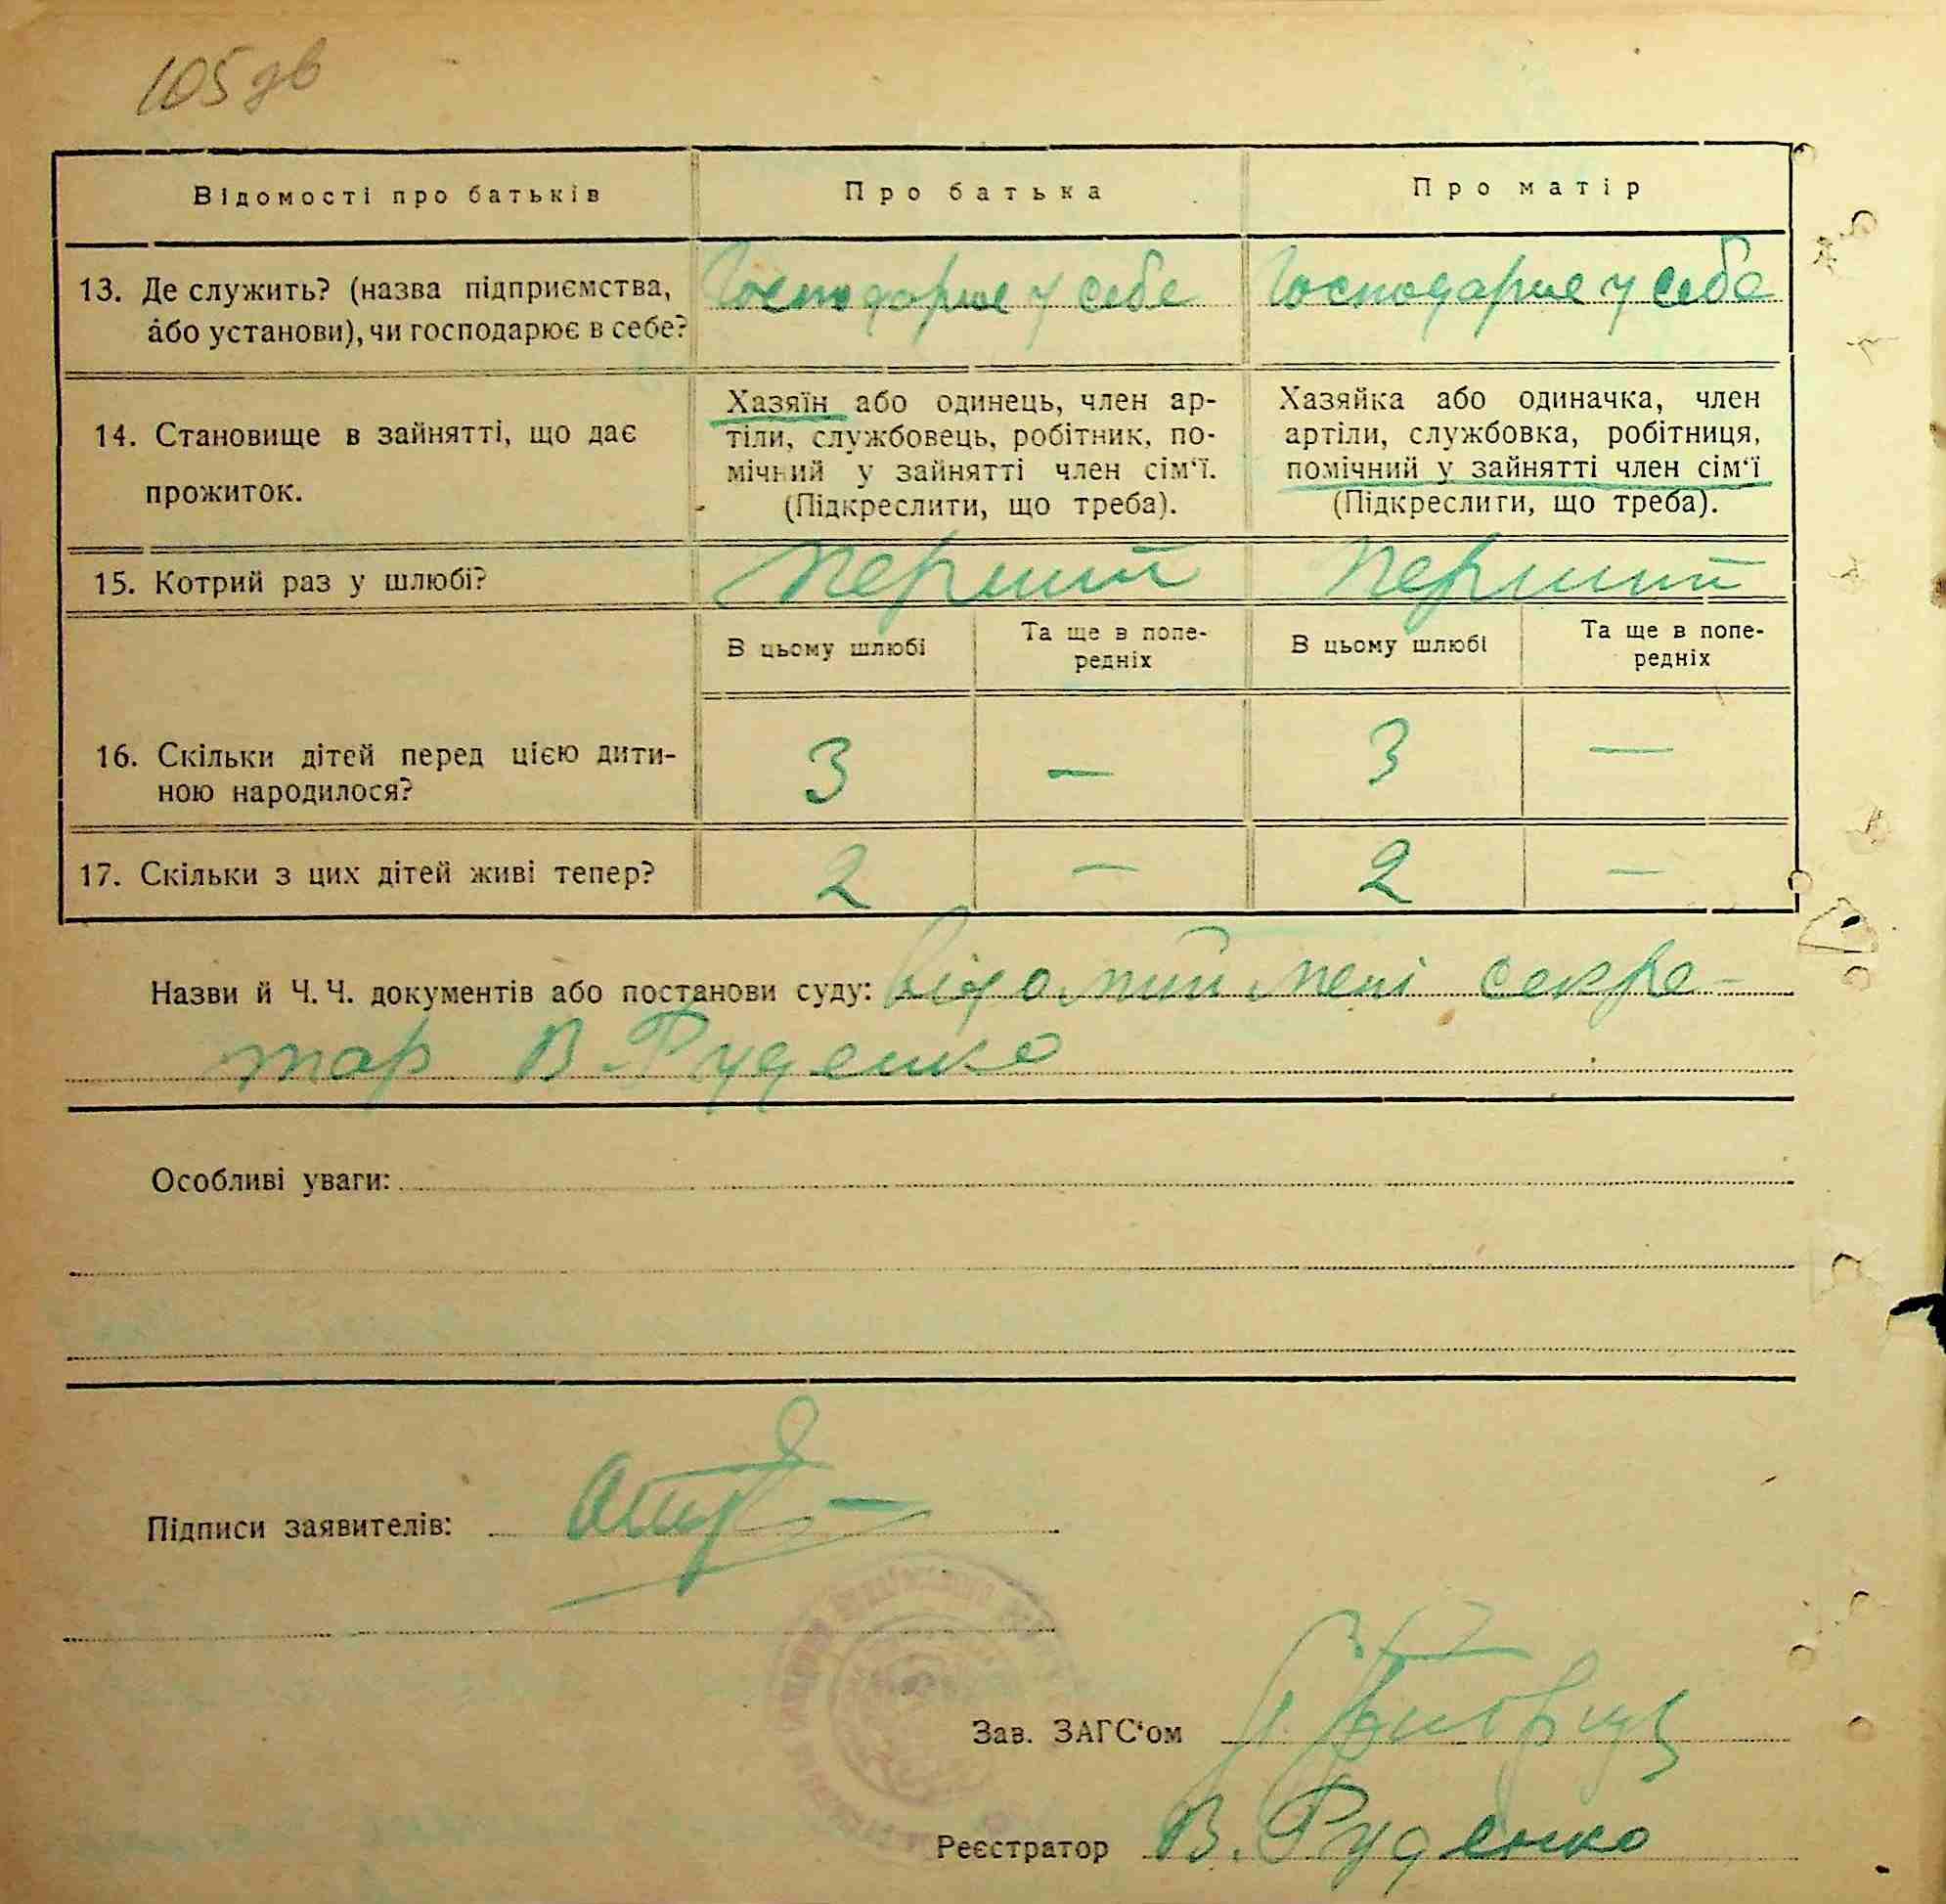 105 зв
Відомості про батьків
Про батька
Про матір
13. Де служить? (назва підприємства,
або установи), чи господарює в себе?
Господарює у себе
Господарює у себе
14. Становище в зайнятті, що дає
прожиток.
Хазяїн або одинець, член ар-
тіли, службовець, робітник, по-
мічний у зайнятті член сім‘ї.
(Підкреслити, що треба).
Хазяйка або одиначка, член
артіли, службовка, робітниця,
помічний у зайнятті член сім‘ї
(Підкреслити, що треба).
15. Котрий раз у шлюбі?
Перший
Перший
В цьому шлюбі
Та ще в попе-
редніх
В цьому шлюбі
Та ще в попе-
редніх
16. Скільки дітей перед цією дити-
ною народилося?
3
—
3
—
17. Скільки з цих дітей живі тепер?
2
—
2
—
Назви й Ч. Ч. документів або постанови суду: відомий мені секре-
тар В. Руденко
Особливі уваги:
Підписи заявителів:
Зав. ЗАГС‘ом
Реєстратор В. Руденко